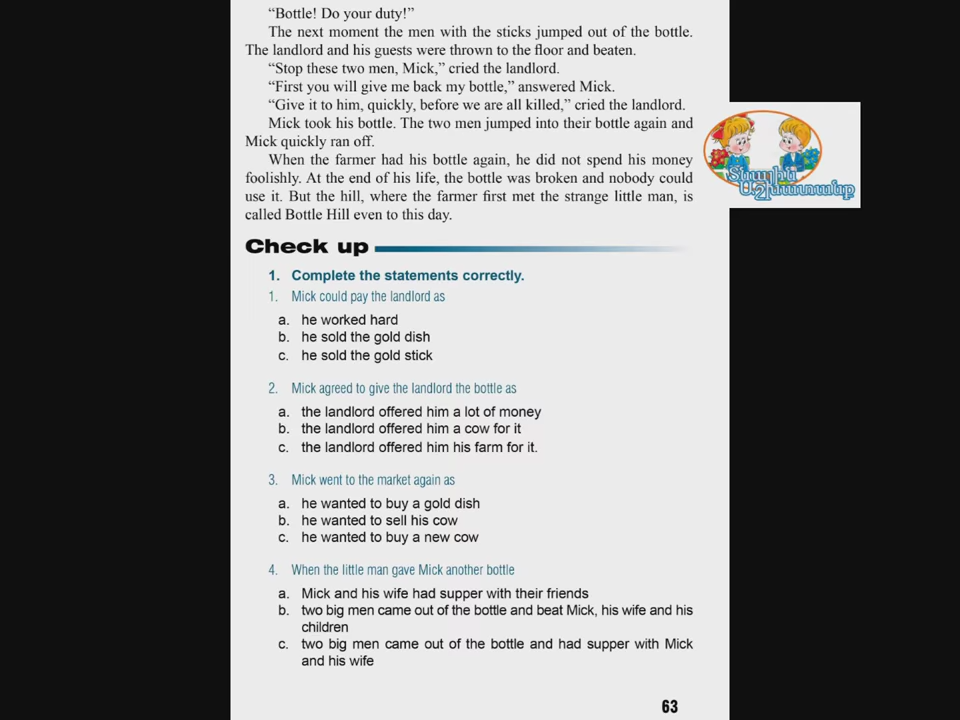 “Bottle! Do your duty!”
The next moment the men with the sticks jumped out of the bottle.
The landlord and his guests were thrown to the floor and beaten.
“Stop these two men, Mick,” cried the landlord.
“First you will give me back my bottle,” answered Mick.
“Give it to him, quickly, before we are all killed,” cried the landlord.
Mick took his bottle. The two men jumped into their bottle again and
Mick quickly ran off.
When the farmer had his bottle again, he did not spend his money
foolishly. At the end of his life, the bottle was broken and nobody could
use it. But the hill, where the farmer first met the strange little man, is
called Bottle Hill even to this day.
Տնային
Աշխատանք
Check up
1. Complete the statements correctly.
1. Mick could pay the landlord as
a. he worked hard
b. he sold the gold dish
c. he sold the gold stick
2. Mick agreed to give the landlord the bottle as
a. the landlord offered him a lot of money
b. the landlord offered him a cow for it
c. the landlord offered him his farm for it.
3. Mick went to the market again as
a. he wanted to buy a gold dish
b. he wanted to sell his cow
c. he wanted to buy a new cow
4. When the little man gave Mick another bottle
a. Mick and his wife had supper with their friends
b. two big men came out of the bottle and beat Mick, his wife and his
children
c. two big men came out of the bottle and had supper with Mick
and his wife
63